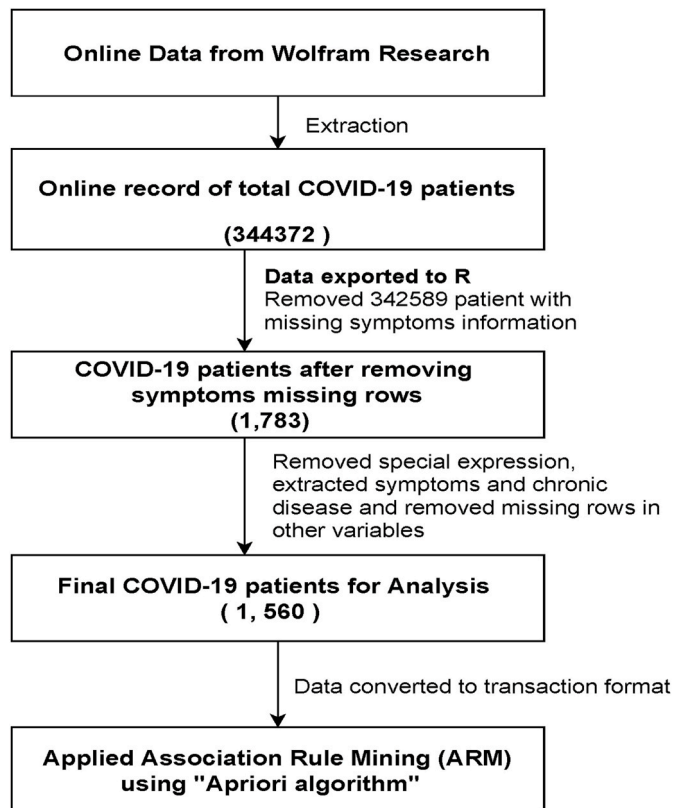 Online Data from Wolfram Research
Extraction
Online record of total COVID-19 patients
(344372 )
Data exported to R
Removed 342589 patient with
missing symptoms information
COVID-19 patients after removing
symptoms missing rows
(1,783)
Removed special expression,
extracted symptoms and chronic
disease and removed missing rows in
other variables
Final COVID-19 patients for Analysis
( 1, 560 )
Data converted to transaction format
Applied Association Rule Mining (ARM)
using "Apriori algorithm"